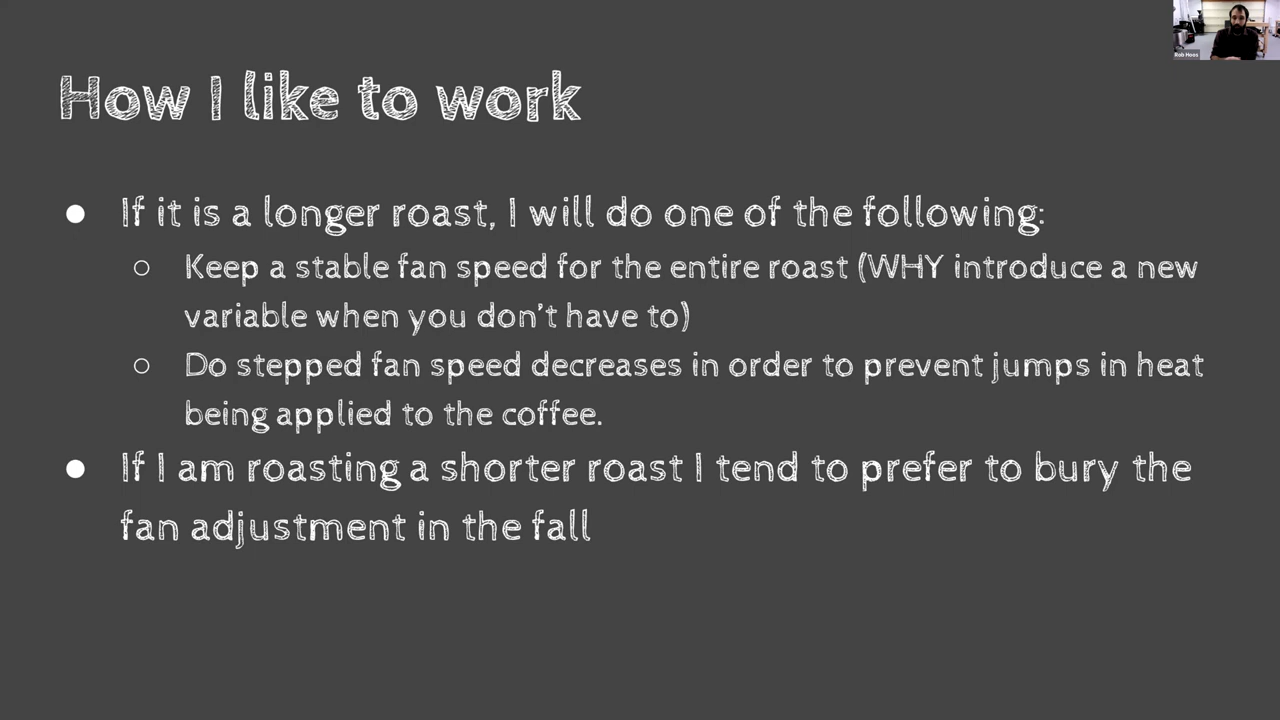 Rob Hoos
How I like to work
● If it is a longer roast, I will do one of the following:
○ Keep a stable fan speed for the entire roast (WHY introduce a new
variable when you don't have to)
○ Do stepped fan speed decreases in order to prevent jumps in heat
being applied to the coffee.
● If I am roasting a shorter roast I tend to prefer to bury the
fan adjustment in the fall